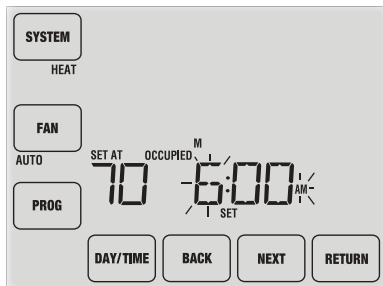 SYSTEM
HEAT
FAN
AUTO
M
SET AT OCCUPIED
70 6:00 AM
SET
PROG
DAY/TIME BACK NEXT RETURN